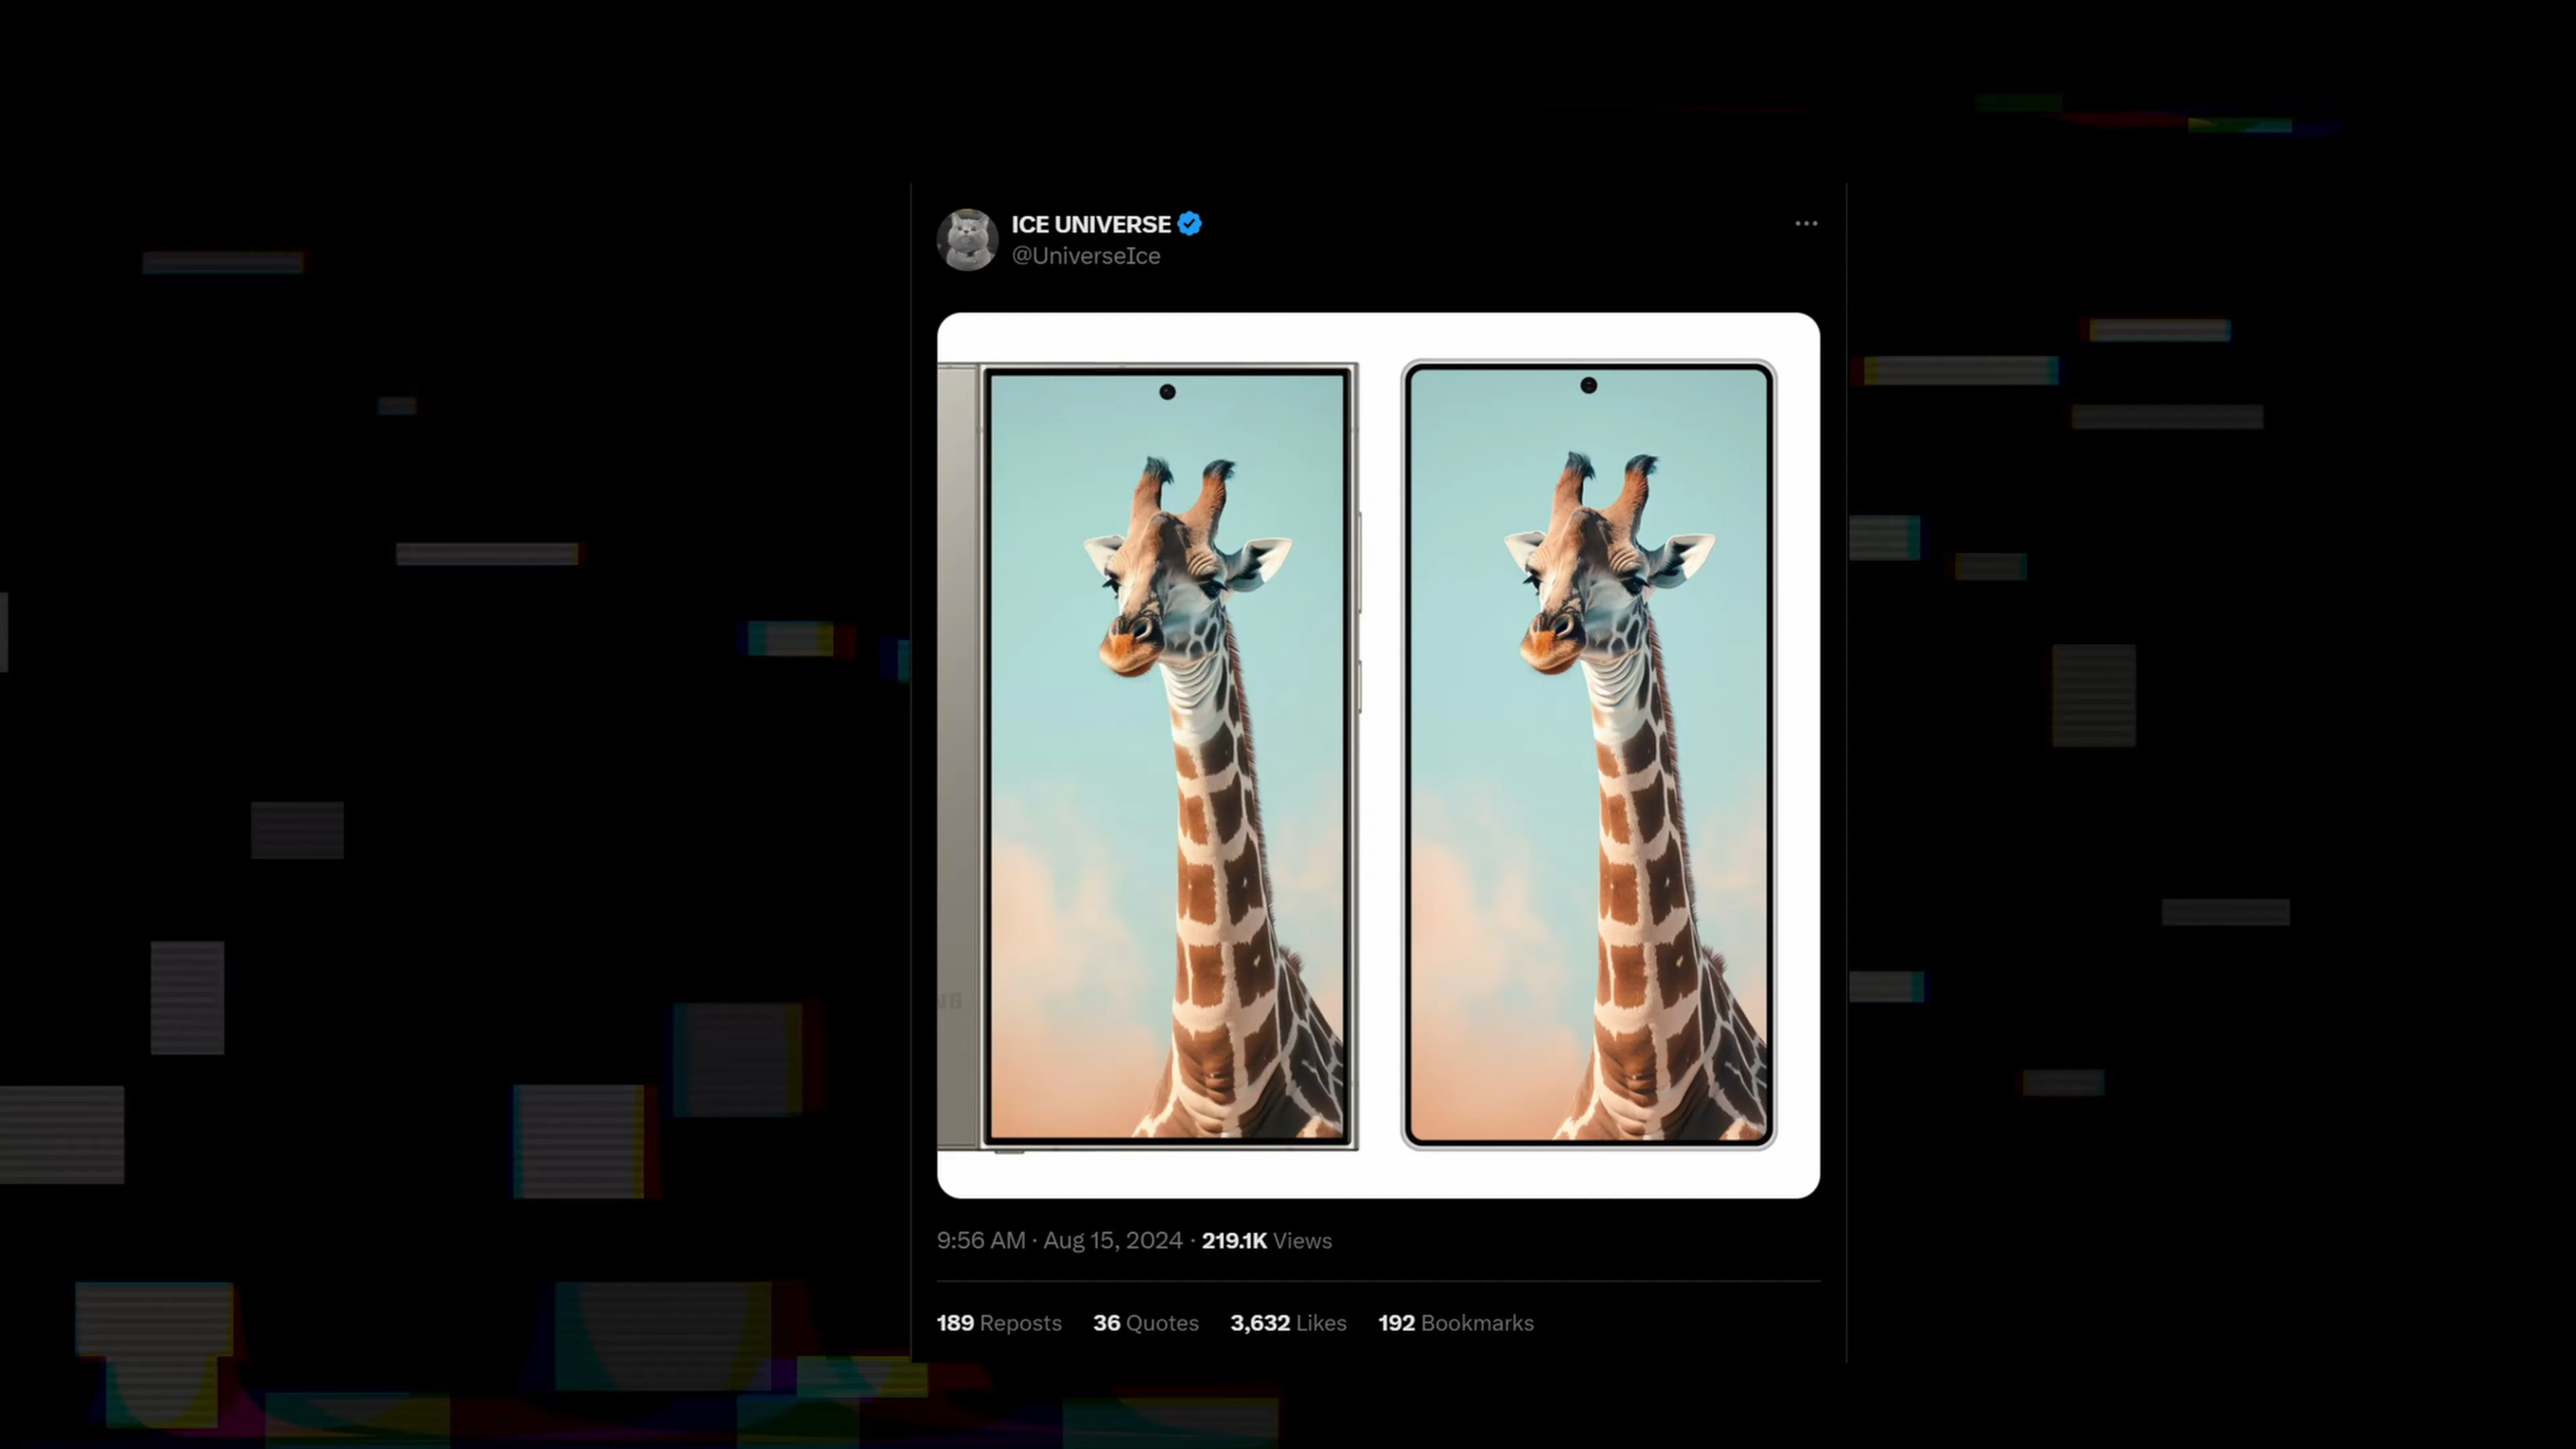 ICE UNIVERSE
@UniverseIce
NG
9:56 AM · Aug 15, 2024 · 219.1K Views
189 Reposts 36 Quotes 3,632 Likes 192 Bookmarks